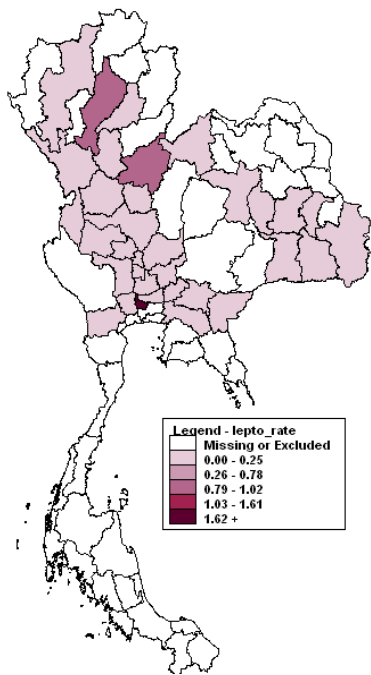 Legend - lepto_rate
Missing or Excluded
0.00 - 0.25
0.26 - 0.78
0.79 - 1.02
1.03 - 1.61
1.62 +